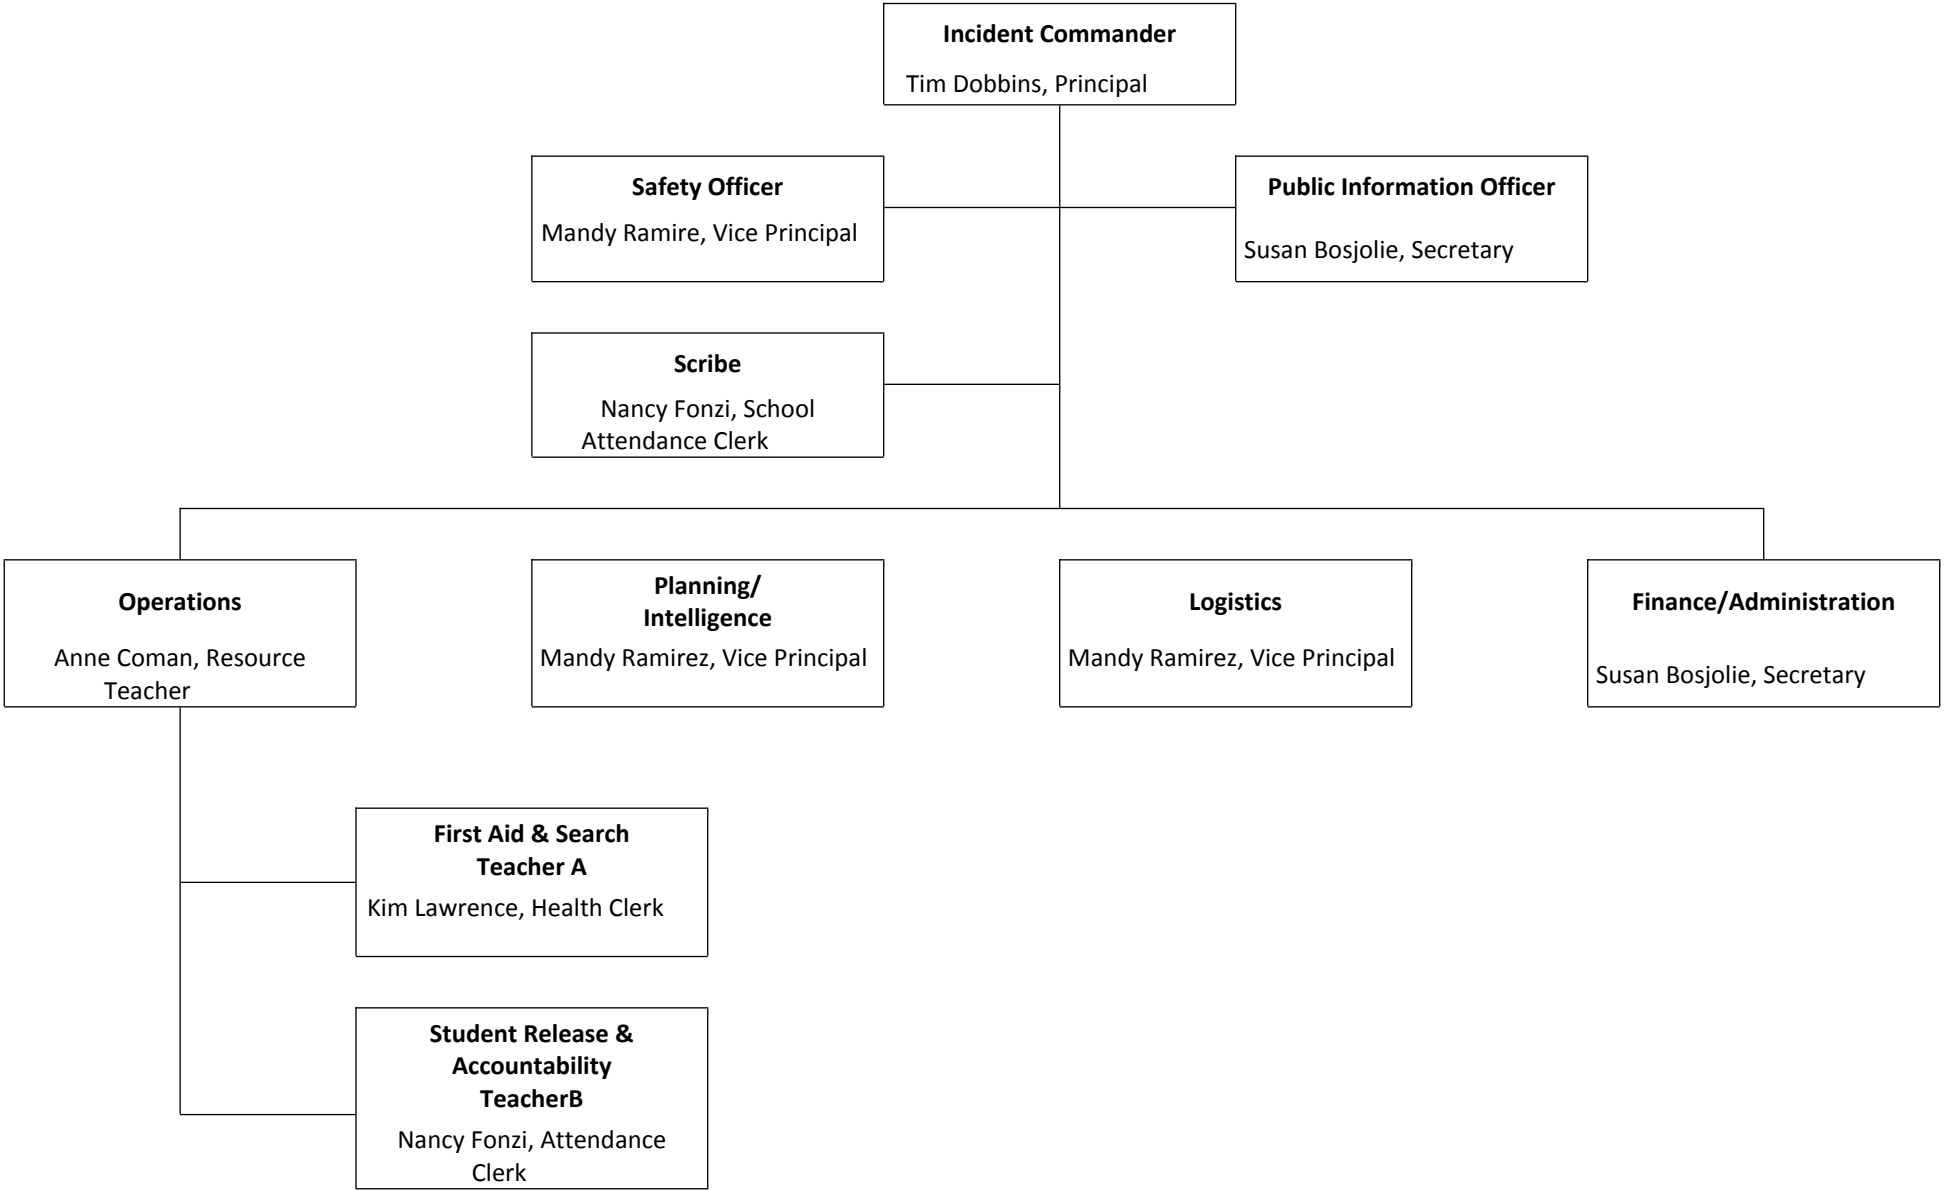 Incident Commander
Tim Dobbins, Principal
Safety Officer
Mandy Ramire, Vice Principal
Public Information Officer
Susan Bosjolie, Secretary
Scribe
Nancy Fonzi, School
Attendance Clerk
Operations
Anne Coman, Resource
Teacher
Planning/
Intelligence
Mandy Ramirez, Vice Principal
Logistics
Mandy Ramirez, Vice Principal
Finance/Administration
Susan Bosjolie, Secretary
First Aid & Search
Teacher A
Kim Lawrence, Health Clerk
Student Release &
Accountability
TeacherB
Nancy Fonzi, Attendance
Clerk